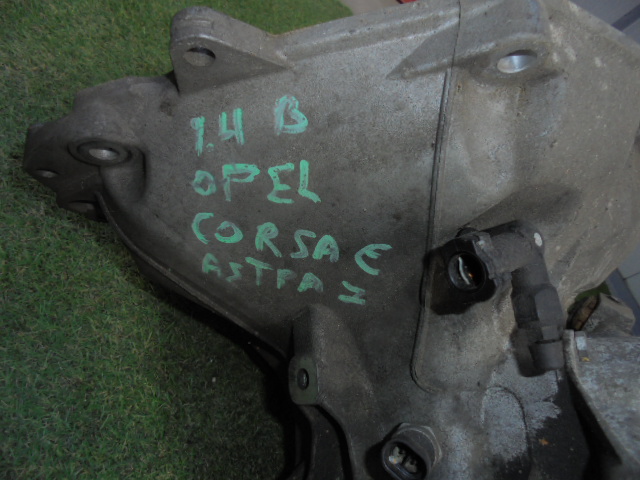 1.4 B
OPEL
CORSA E
ASTRA J